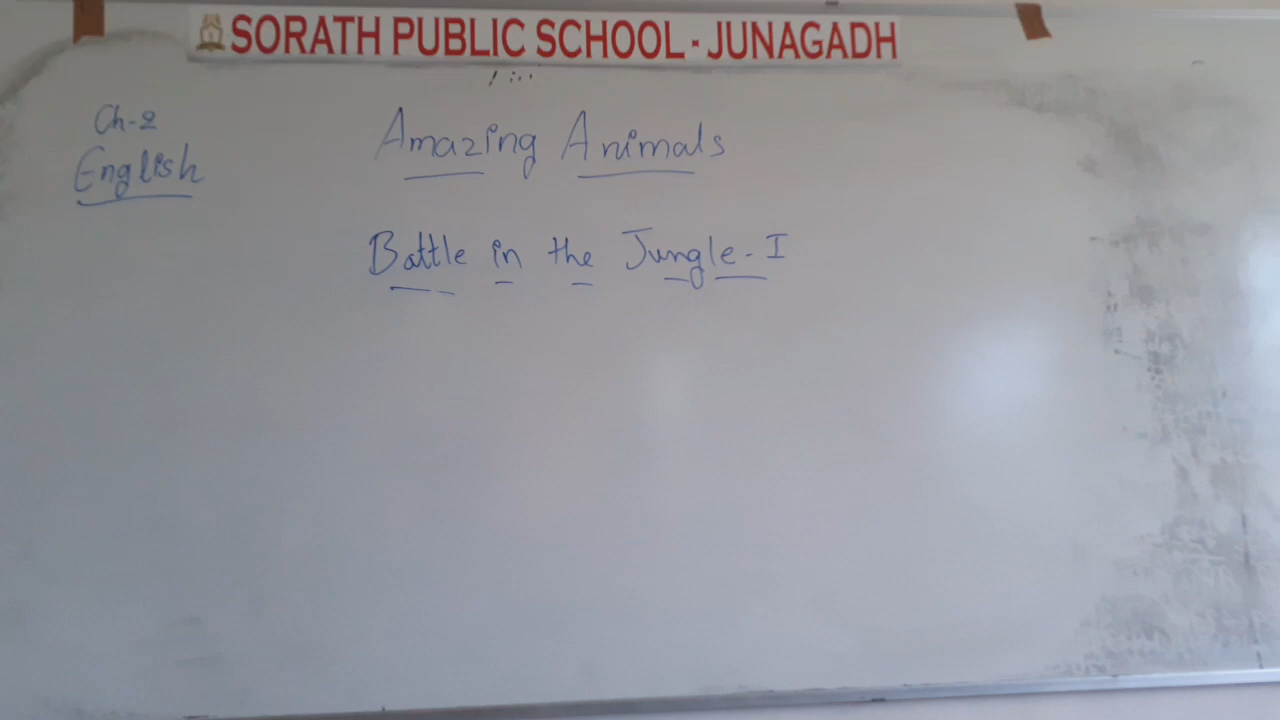 SORATH PUBLIC SCHOOL - JUNAGADH
Ch-2
English
Amazing Animals
Battle in the Jungle - I